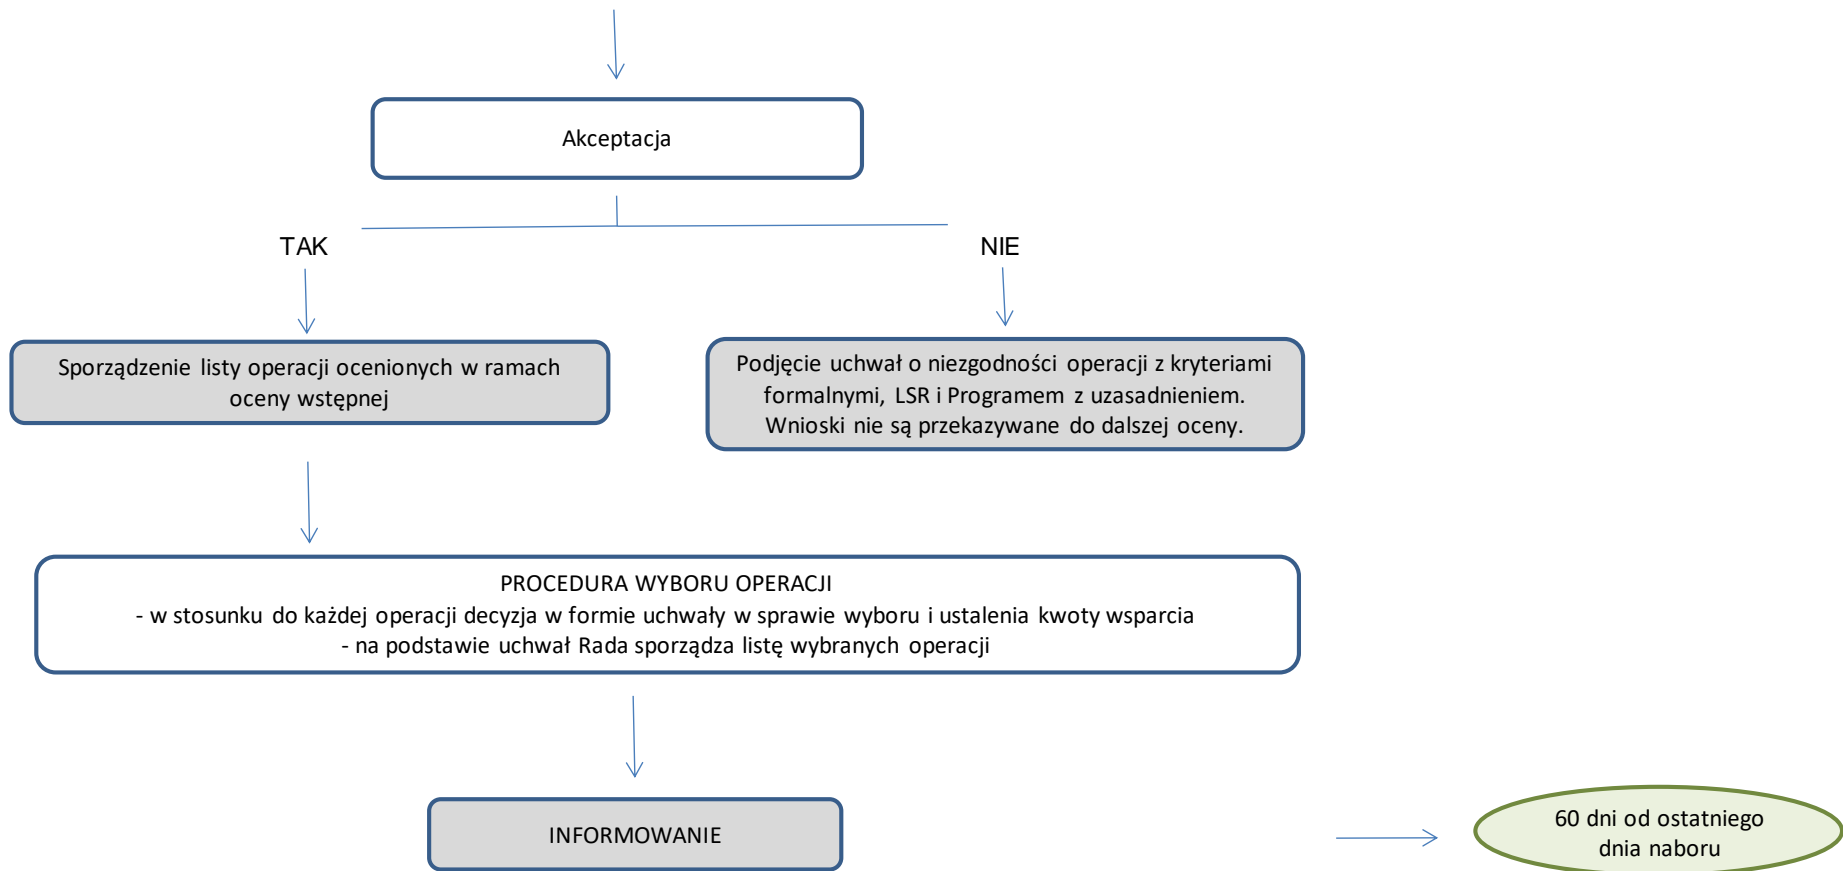 Akceptacja
TAK
NIE
Sporządzenie listy operacji ocenionych w ramach
oceny wstępnej
Podjęcie uchwał o niezgodności operacji z kryteriami
formalnymi, LSR i Programem z uzasadnieniem.
Wnioski nie są przekazywane do dalszej oceny.
PROCEDURA WYBORU OPERACJI
- w stosunku do każdej operacji decyzja w formie uchwały w sprawie wyboru i ustalenia kwoty wsparcia
- na podstawie uchwał Rada sporządza listę wybranych operacji
INFORMOWANIE
60 dni od ostatniego
dnia naboru